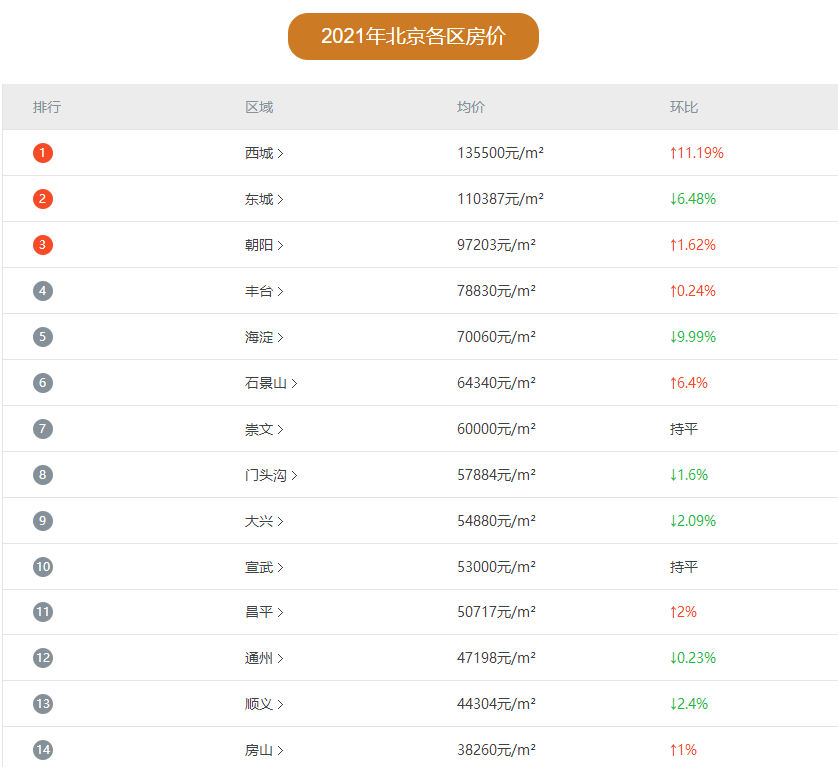 2021年北京各区房价
排行 区域 均价 环比
1 西城 > 135500元/m² ↑11.19%
2 东城 > 110387元/m² ↓6.48%
3 朝阳 > 97203元/m² ↑1.62%
4 丰台 > 78830元/m² ↑0.24%
5 海淀 > 70060元/m² ↓9.99%
6 石景山 > 64340元/m² ↑6.4%
7 崇文 > 60000元/m² 持平
8 门头沟 > 57884元/m² ↓1.6%
9 大兴 > 54880元/m² ↓2.09%
10 宣武 > 53000元/m² 持平
11 昌平 > 50717元/m² ↑2%
12 通州 > 47198元/m² ↓0.23%
13 顺义 > 44304元/m² ↓2.4%
14 房山 > 38260元/m² ↑1%